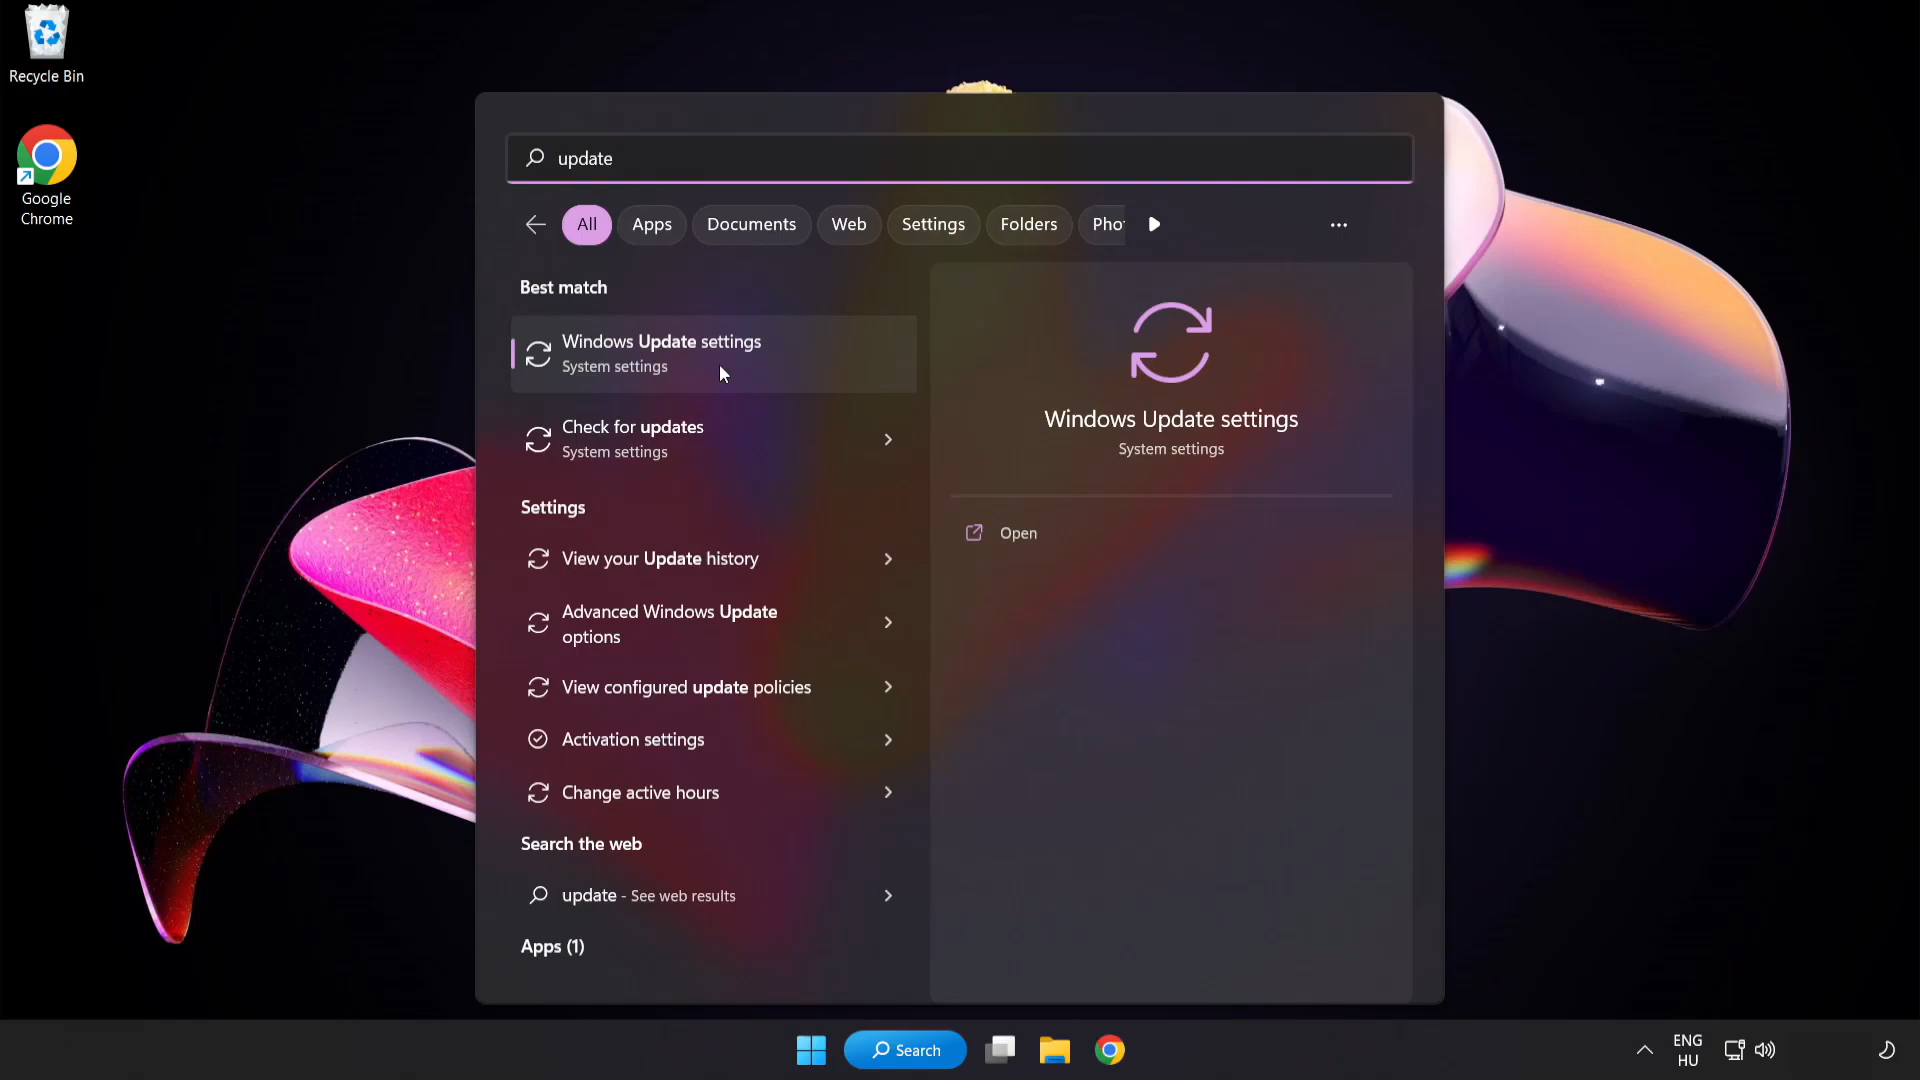 Recycle Bin
Google
Chrome
update
All
Apps
Documents
Web
Settings
Folders
Best match
Windows Update settings
System settings
Check for updates
System settings
Settings
View your Update history
Advanced Windows Update
options
View configured update policies
Activation settings
Change active hours
Search the web
update - See web results
Apps (1)
Windows Update settings
System settings
Open
Search
ENG
HU